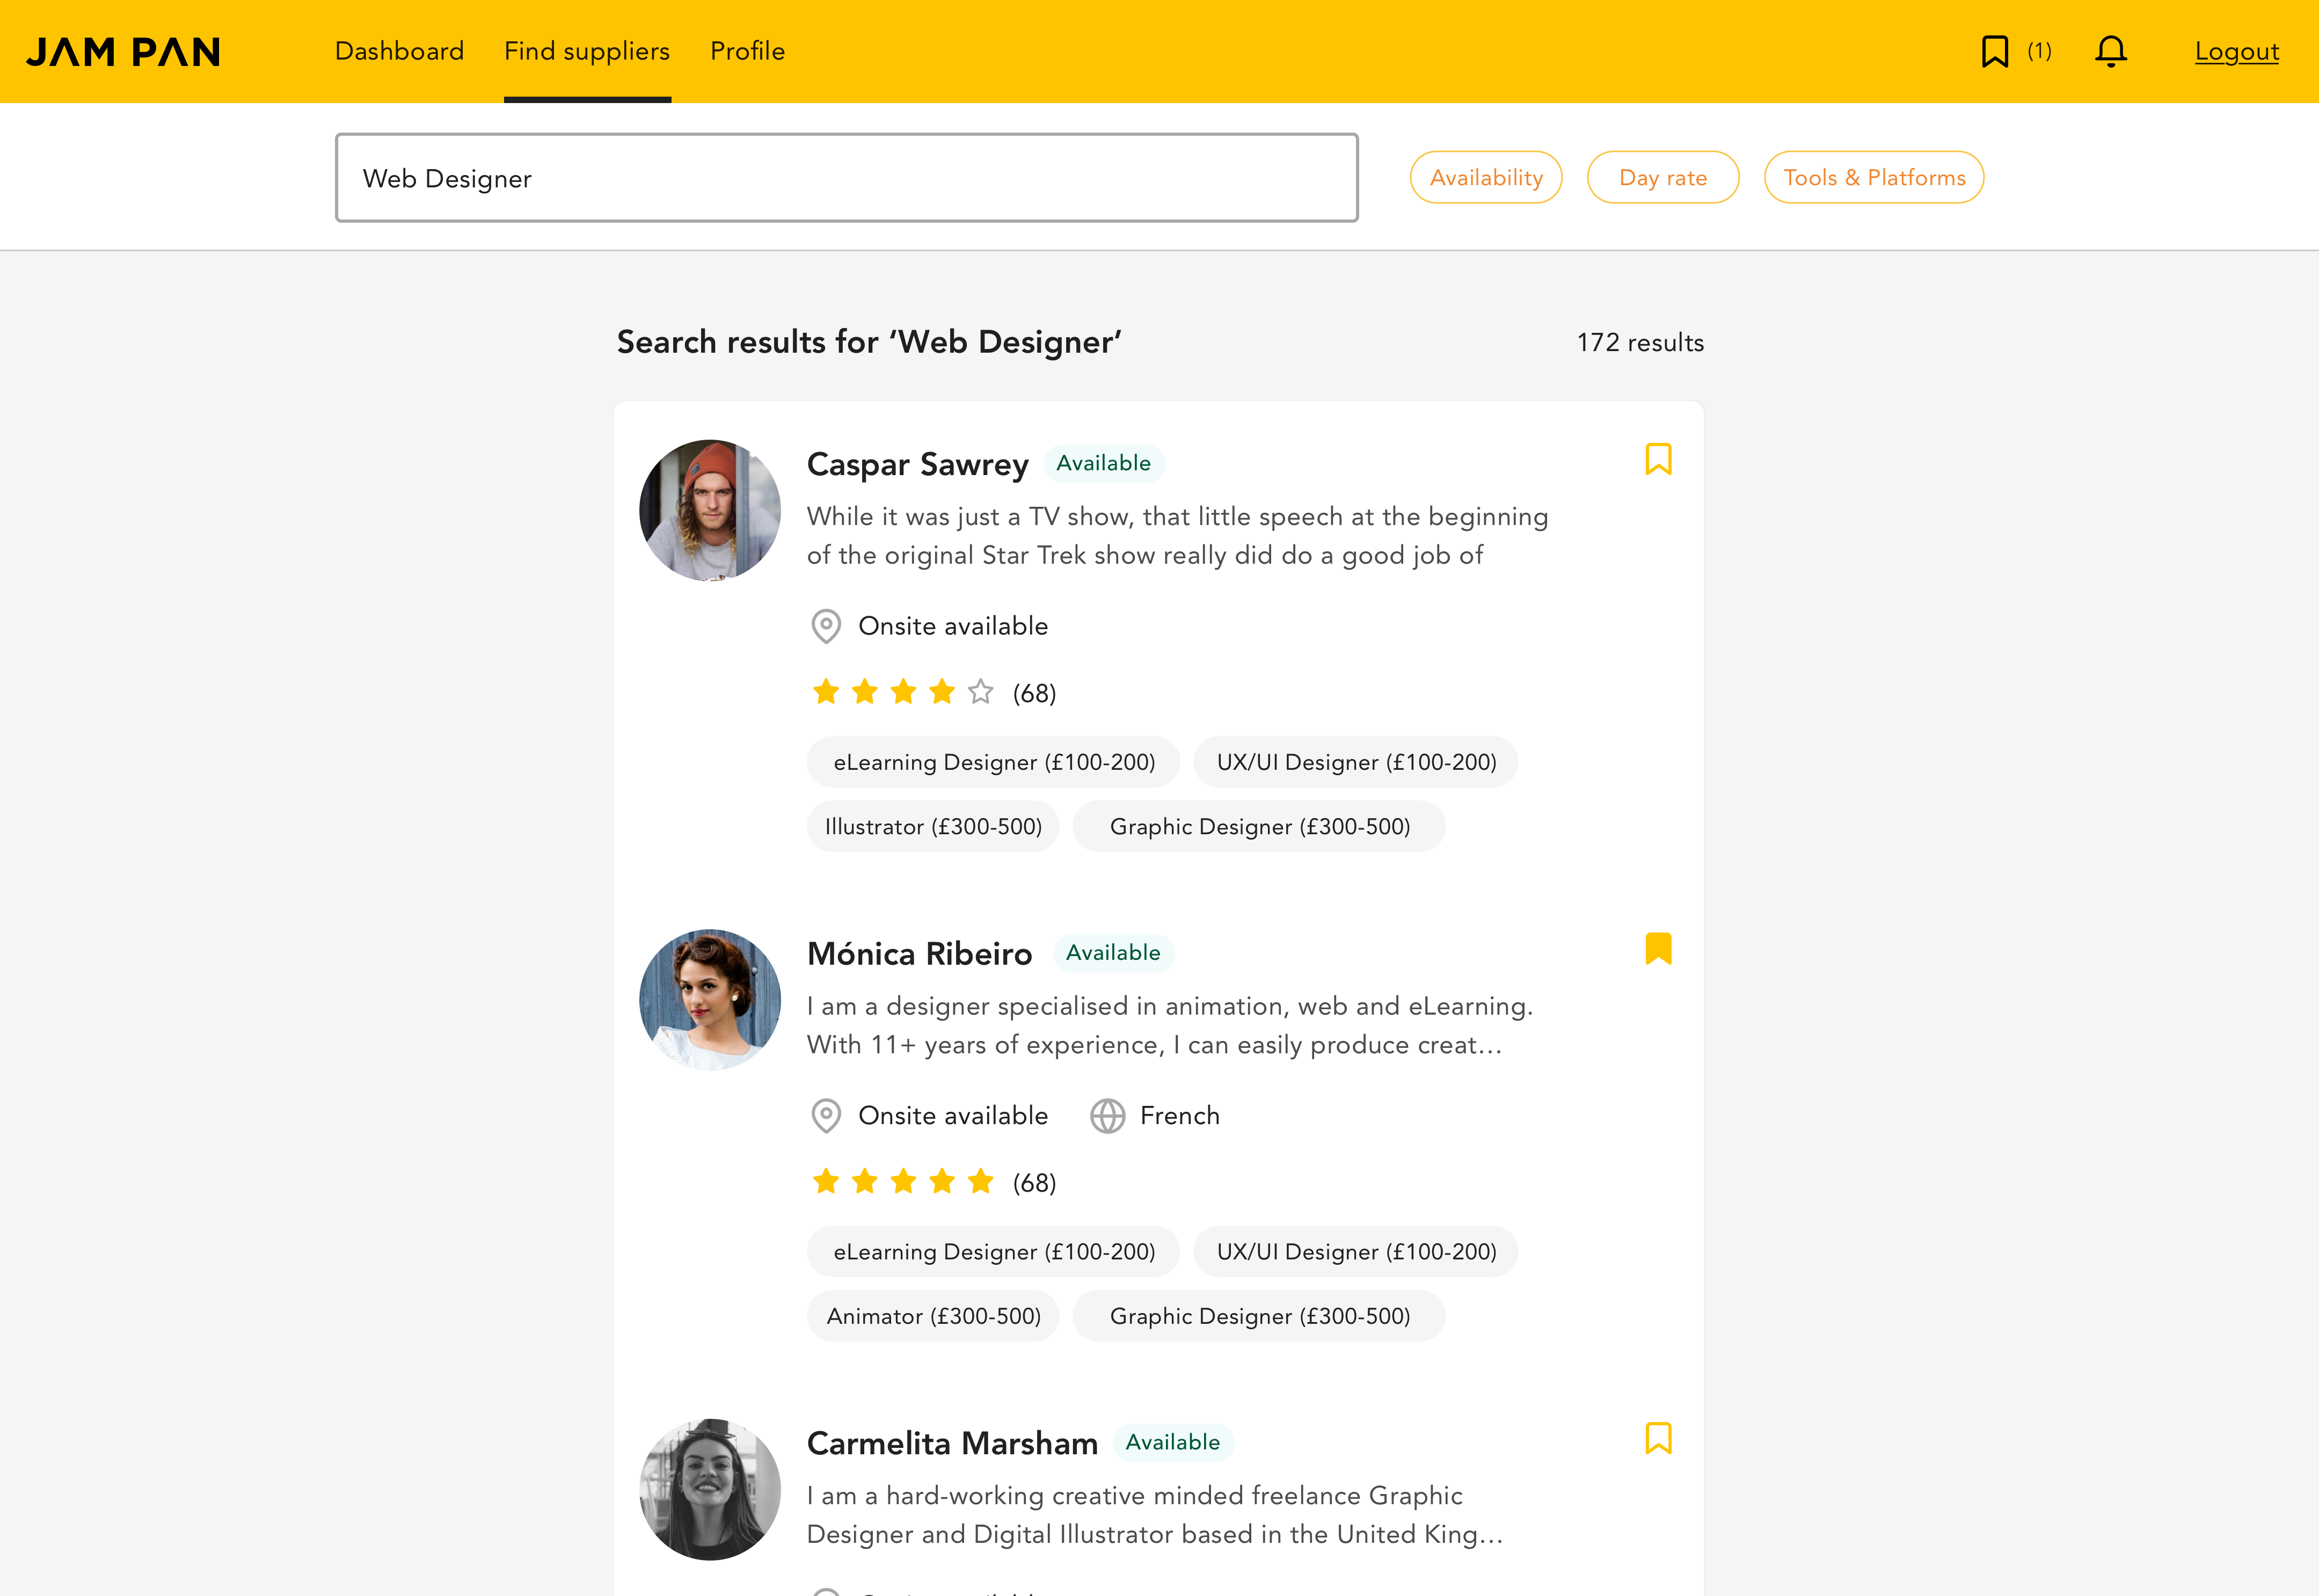 JAM PAN
Dashboard Find suppliers Profile (1) Logout
Web Designer
Availability Day rate Tools & Platforms
Search results for ‘Web Designer’ 172 results
Caspar Sawrey Available
While it was just a TV show, that little speech at the beginning
of the original Star Trek show really did do a good job of
Onsite available
(68)
eLearning Designer (£100-200) UX/UI Designer (£100-200)
Illustrator (£300-500) Graphic Designer (£300-500)
Mónica Ribeiro Available
I am a designer specialised in animation, web and eLearning.
With 11+ years of experience, I can easily produce creat...
Onsite available French
(68)
eLearning Designer (£100-200) UX/UI Designer (£100-200)
Animator (£300-500) Graphic Designer (£300-500)
Carmelita Marsham Available
I am a hard-working creative minded freelance Graphic
Designer and Digital Illustrator based in the United King...